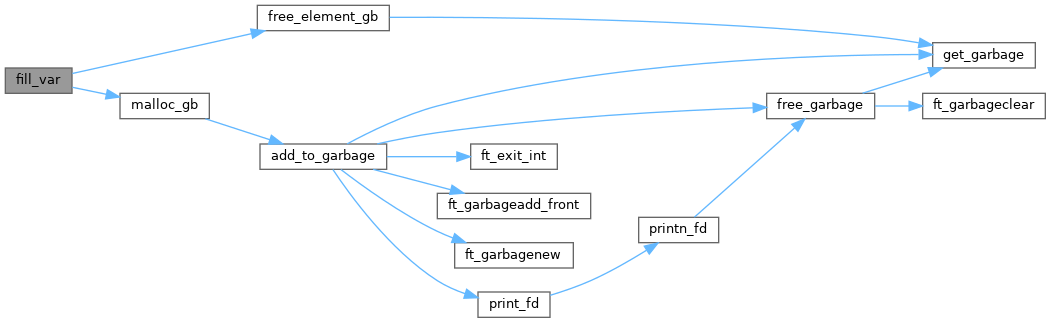 free_element_gb
get_garbage
fill_var
malloc_gb
free_garbage
ft_garbageclear
add_to_garbage
ft_exit_int
ft_garbageadd_front
printn_fd
ft_garbagenew
print_fd